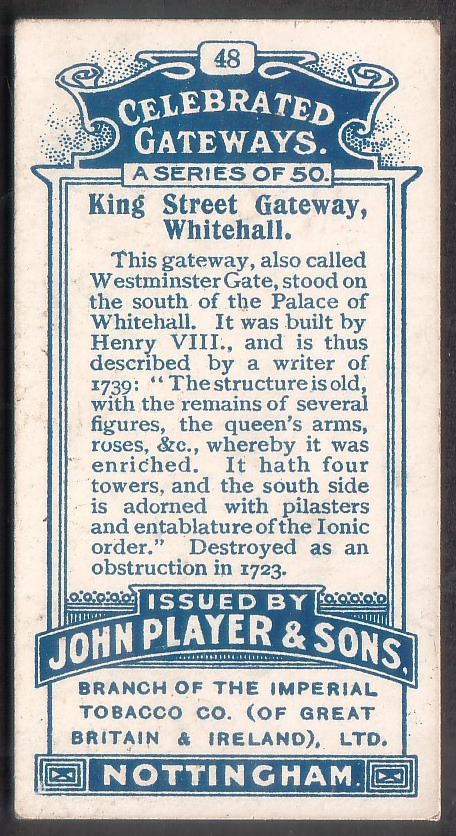 48
CELEBRATED
GATEWAYS.
A SERIES OF 50.
King Street Gateway,
Whitehall.
This gateway, also called
Westminster Gate, stood on
the south of the Palace of
Whitehall. It was built by
Henry VIII., and is thus
described by a writer of
1739: "The structure is old,
with the remains of several
figures, the queen's arms,
roses, &c., whereby it was
enriched. It hath four
towers, and the south side
is adorned with pilasters
and entablature of the Ionic
order." Destroyed as an
obstruction in 1723.
ISSUED BY
JOHN PLAYER & SONS.
BRANCH OF THE IMPERIAL
TOBACCO CO. (OF GREAT
BRITAIN & IRELAND), LTD.
NOTTINGHAM.